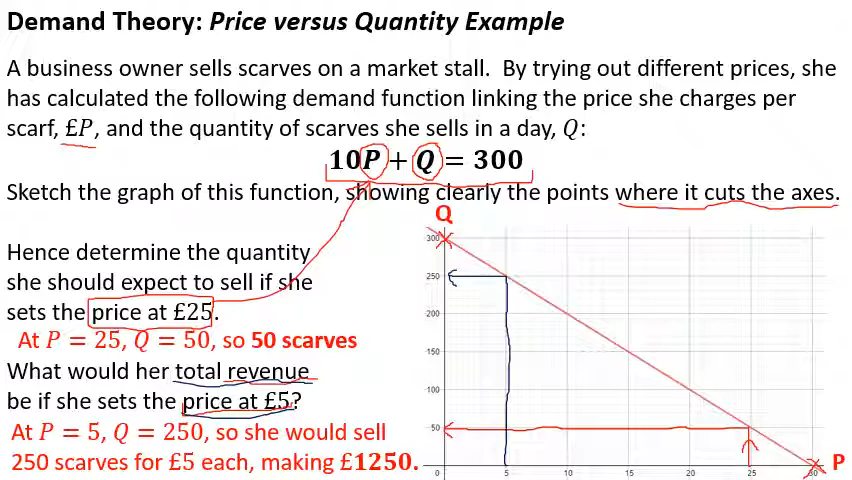 Demand Theory: Price versus Quantity Example
A business owner sells scarves on a market stall.  By trying out different prices, she
has calculated the following demand function linking the price she charges per
scarf, £P, and the quantity of scarves she sells in a day, Q:
10P + Q = 300
Sketch the graph of this function, showing clearly the points where it cuts the axes.
Hence determine the quantity
she should expect to sell if she
sets the price at £25.
At P = 25, Q = 50, so 50 scarves
What would her total revenue
be if she sets the price at £5?
At P = 5, Q = 250, so she would sell
250 scarves for £5 each, making £1250.
Q
300
250
200
150
100
50
0 5 10 15 20 25 30
P